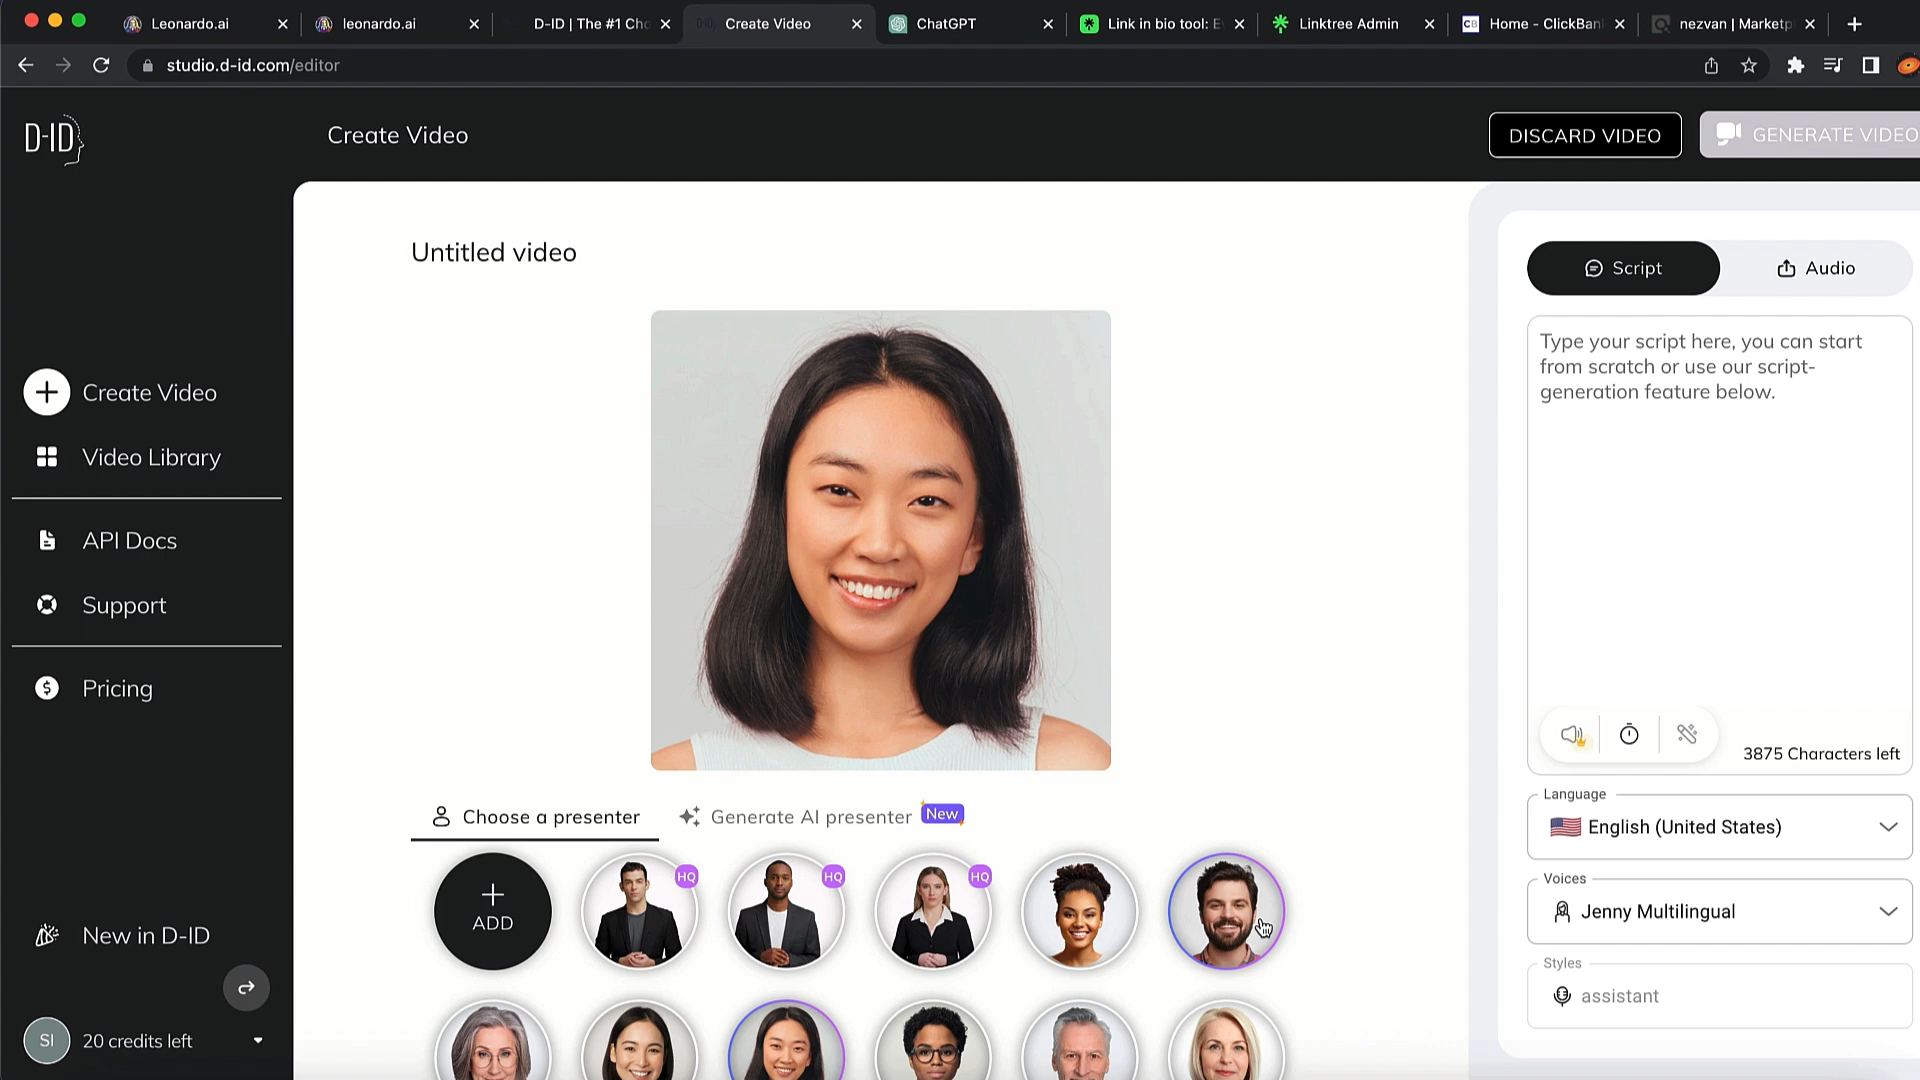 Leonardo.ai
leonardo.ai
D-ID | The #1 Cho
Create Video
ChatGPT
Link in bio tool: E
Linktree Admin
Home - ClickBan
nezvan | Marketp
studio.d-id.com/editor
D-ID
Create Video
DISCARD VIDEO
GENERATE VIDEO
Untitled video
Script
Audio
Type your script here, you can start
from scratch or use our script-
generation feature below.
3875 Characters left
Create Video
Video Library
API Docs
Support
Pricing
New in D-ID
SI
20 credits left
Choose a presenter
Generate AI presenter
New
ADD
HQ
HQ
HQ
Language
English (United States)
Voices
Jenny Multilingual
Styles
assistant